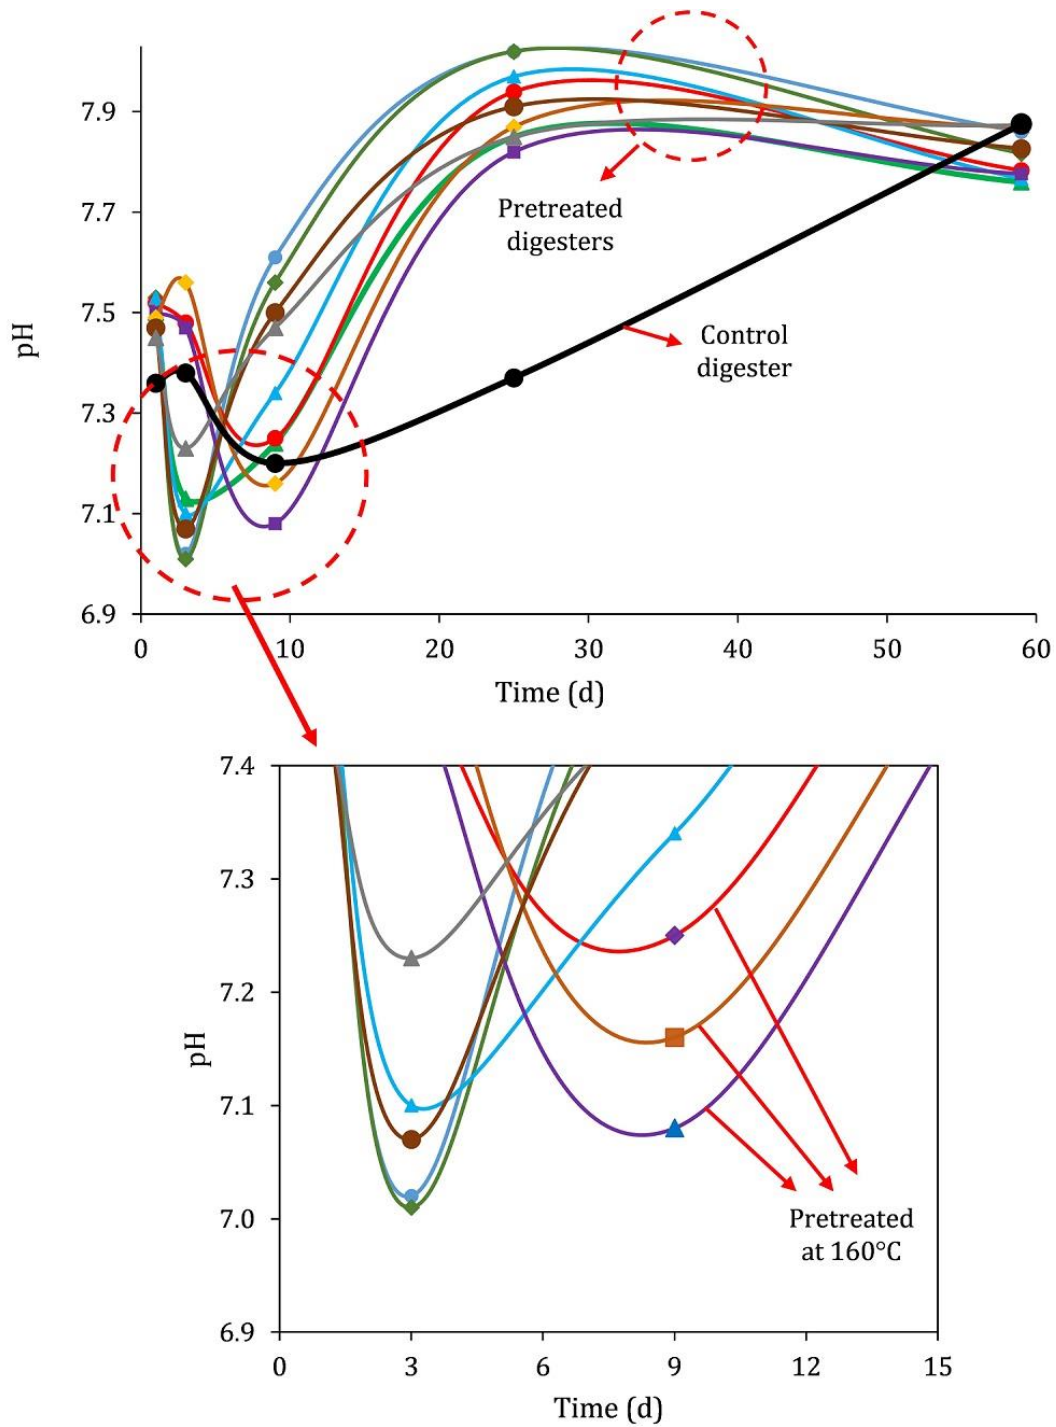 7.9
7.7
7.5
7.3
7.1
6.9
pH
Pretreated
digesters
Control
digester
0 10 20 30 40 50 60
Time (d)
7.4
7.3
7.2
7.1
7.0
6.9
pH
Pretreated
at 160°C
0 3 6 9 12 15
Time (d)